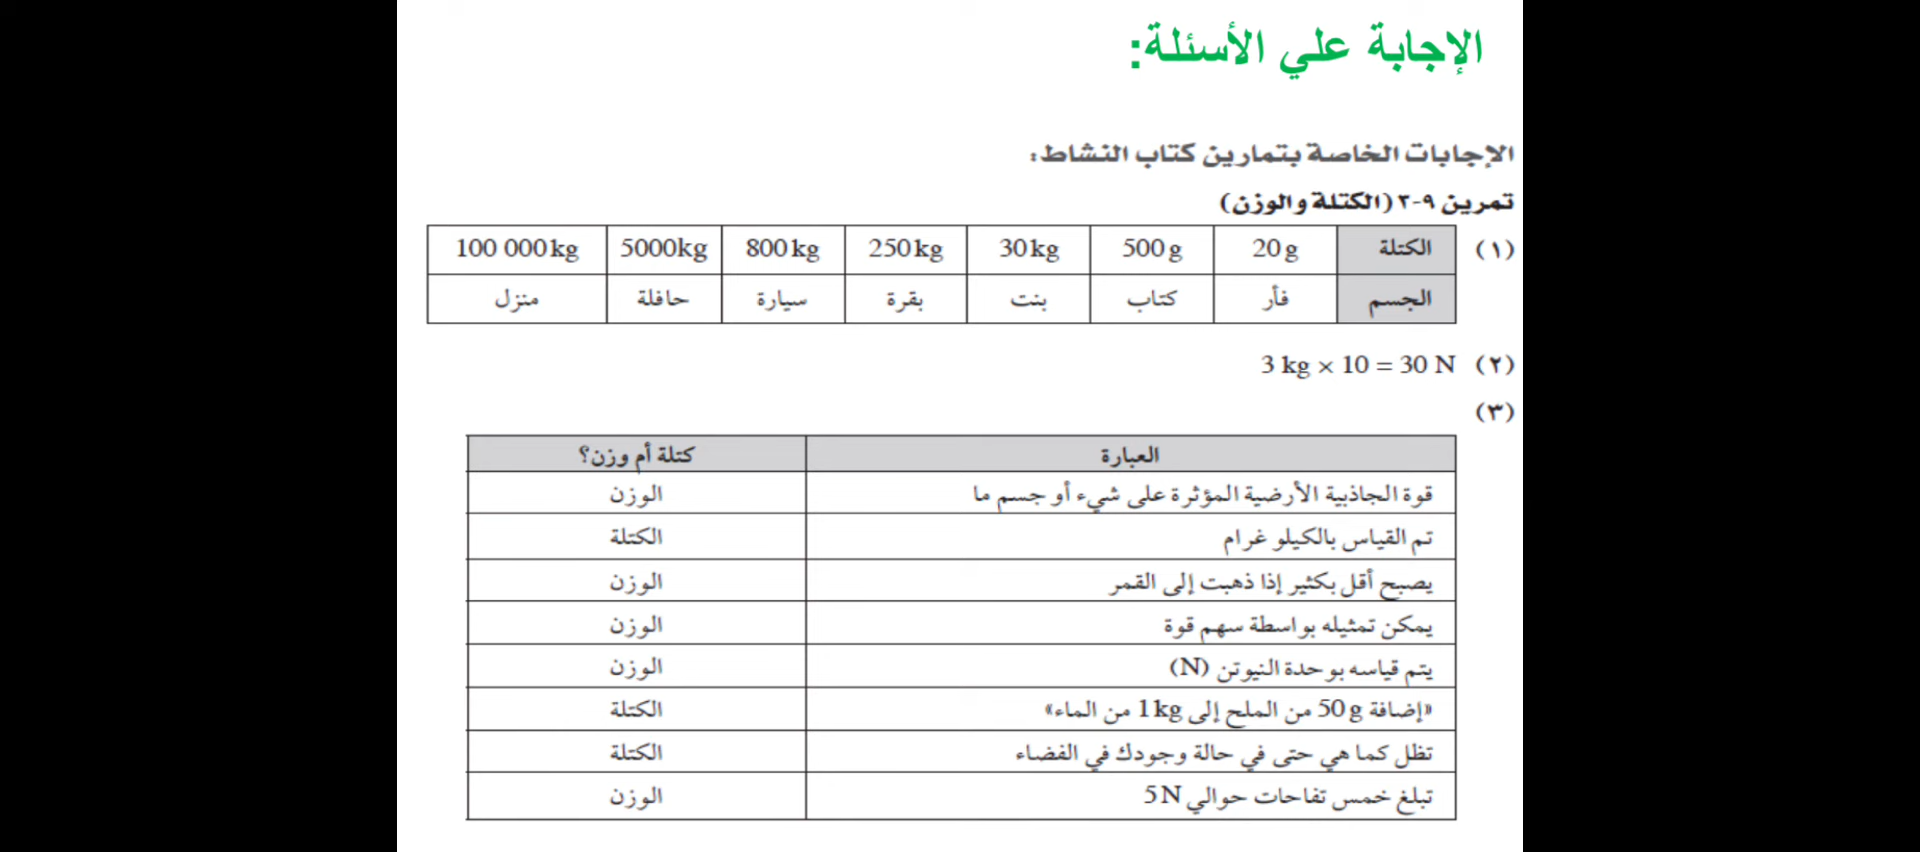 الإجابة علي الأسئلة:
الإجابات الخاصة بتمارين كتاب النشاط:
تمرين ٩-٣ (الكتلة والوزن)
(١) الكتلة 20 g 500 g 30 kg 250 kg 800 kg 5000kg 100 000 kg
الجسم فأر كتاب بنت بقرة سيارة حافلة منزل
(٢) 3 kg × 10 = 30 N
(٣)
العبارة كتلة أم وزن؟
قوة الجاذبية الأرضية المؤثرة على شيء أو جسم ما الوزن
تم القياس بالكيلو غرام الكتلة
يصبح أقل بكثير إذا ذهبت إلى القمر الوزن
يمكن تمثيله بواسطة سهم قوة الوزن
يتم قياسه بوحدة النيوتن (N) الوزن
«إضافة 50 g من الملح إلى 1 kg من الماء» الكتلة
تظل كما هي حتى في حالة وجودك في الفضاء الكتلة
تبلغ خمس تفاحات حوالي 5 N الوزن